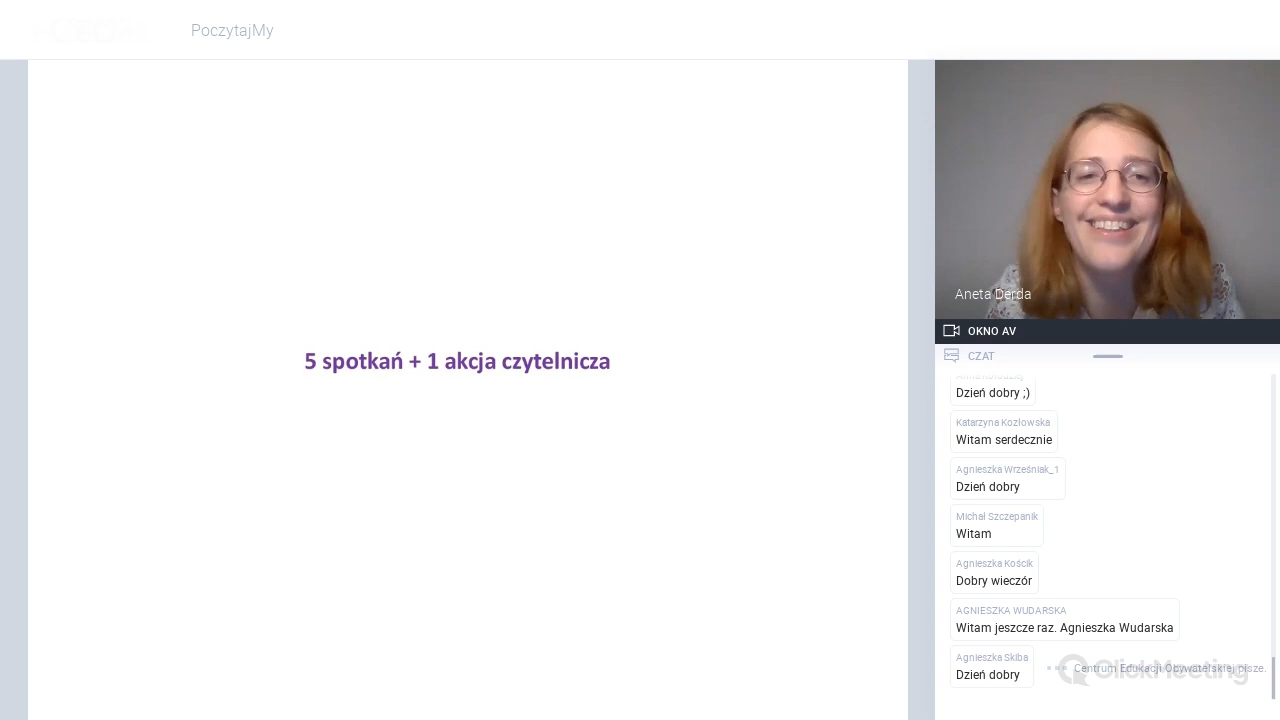 PoczytajMy
5 spotkań + 1 akcja czytelnicza
Aneta Derda
OKNO AV
CZAT
Dzień dobry ;)
Katarzyna Kozłowska
Witam serdecznie
Agnieszka Wrześniak_1
Dzień dobry
Michał Szczepanik
Witam
Agnieszka Kościk
Dobry wieczór
AGNIESZKA WUDARSKA
Witam jeszcze raz. Agnieszka Wudarska
Agnieszka Skiba
Dzień dobry
Centrum Edukacji Obywatelskiej pisze.
ClickMeeting